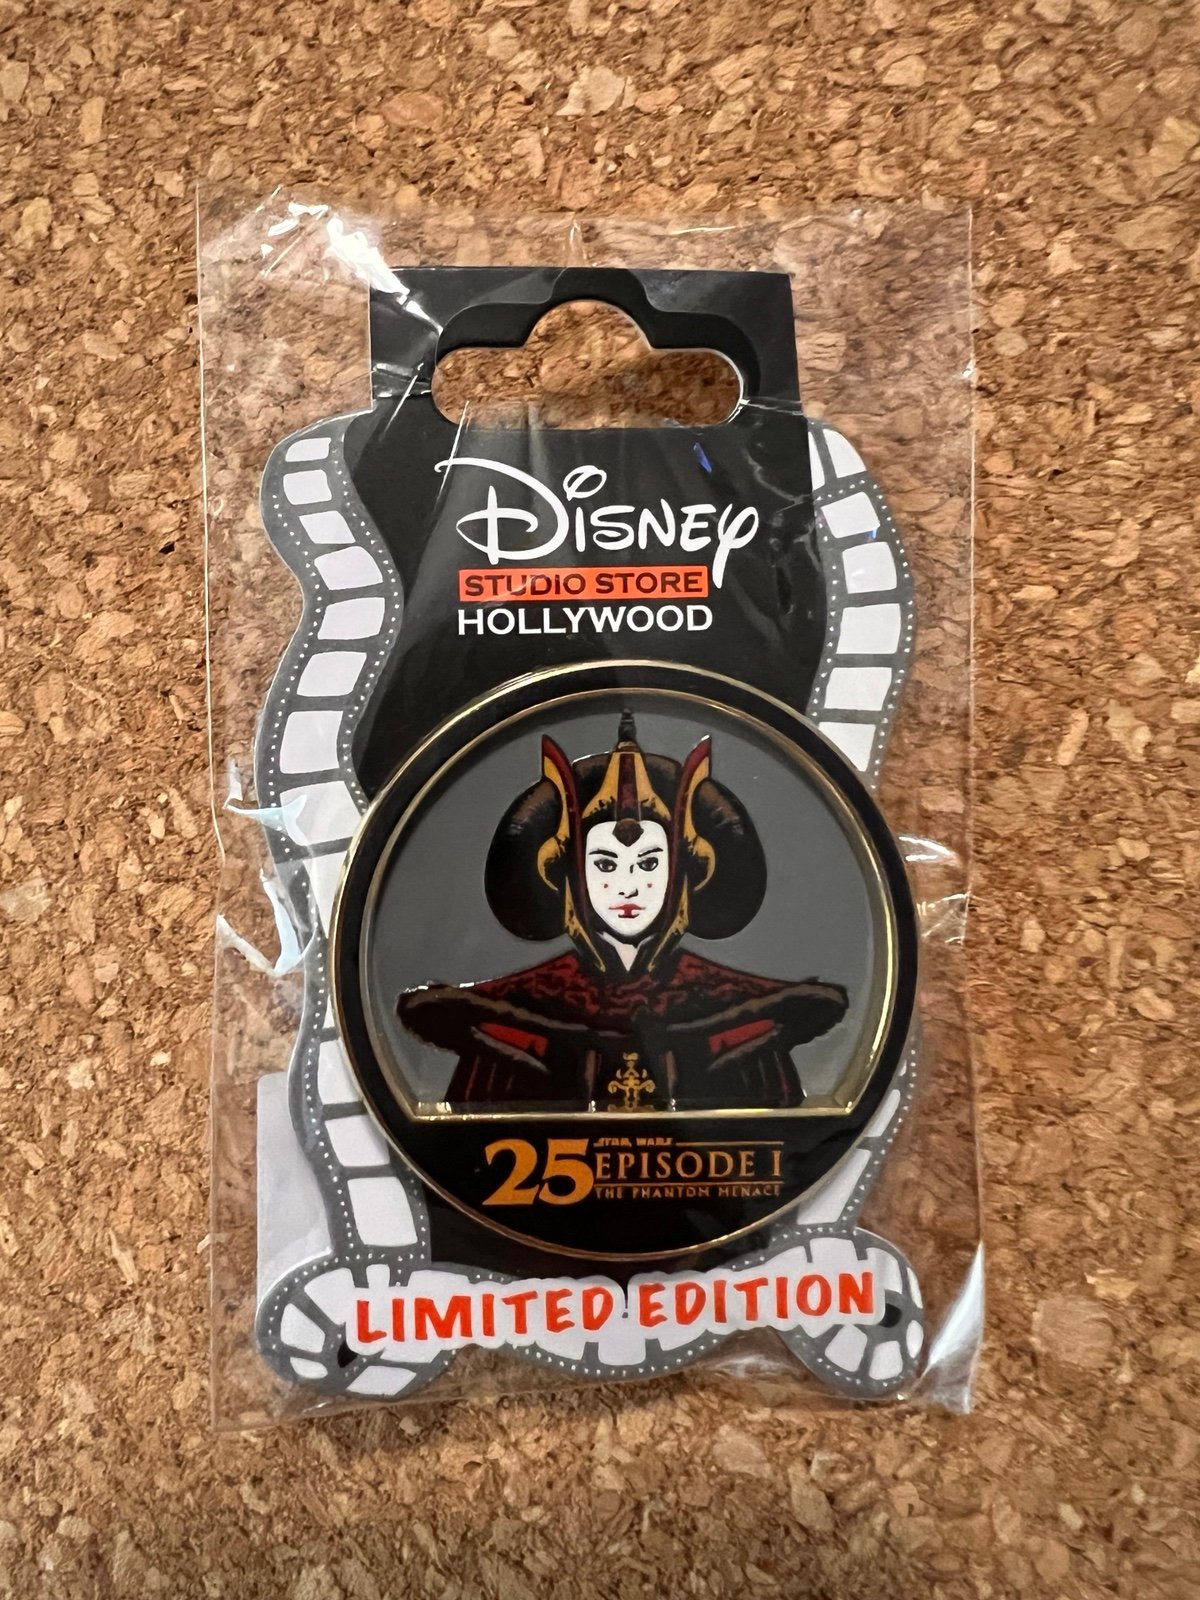 Disney
STUDIO STORE
HOLLYWOOD
25
STAR WARS
EPISODE I
THE PHANTOM MENACE
LIMITED EDITION